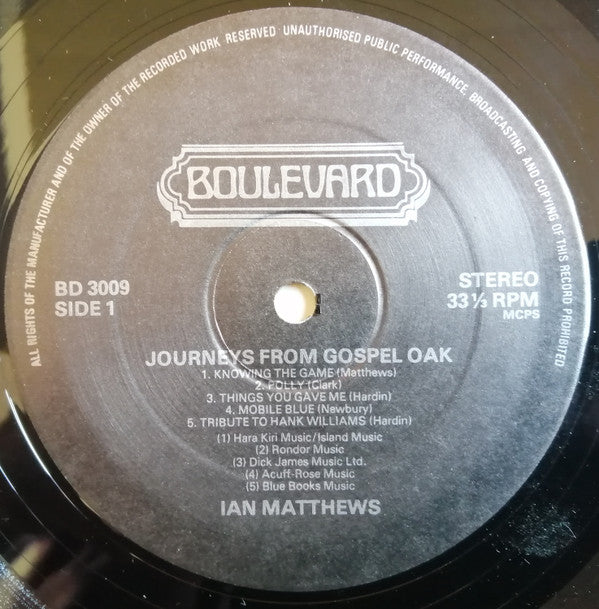 ALL RIGHTS OF THE MANUFACTURER AND OF THE OWNER OF THE RECORDED WORK RESERVED UNAUTHORISED PUBLIC PERFORMANCE, BROADCASTING AND COPYING OF THIS RECORD PROHIBITED
BOULEVARD
BD 3009
SIDE 1
STEREO
33⅓ RPM
MCPS
JOURNEYS FROM GOSPEL OAK
1. KNOWING THE GAME (Matthews)
2. POLLY (Clark)
3. THINGS YOU GAVE ME (Hardin)
4. MOBILE BLUE (Newbury)
5. TRIBUTE TO HANK WILLIAMS (Hardin)
(1) Hara Kiri Music/Island Music
(2) Rondor Music
(3) Dick James Music Ltd.
(4) Acuff-Rose Music
(5) Blue Books Music
IAN MATTHEWS